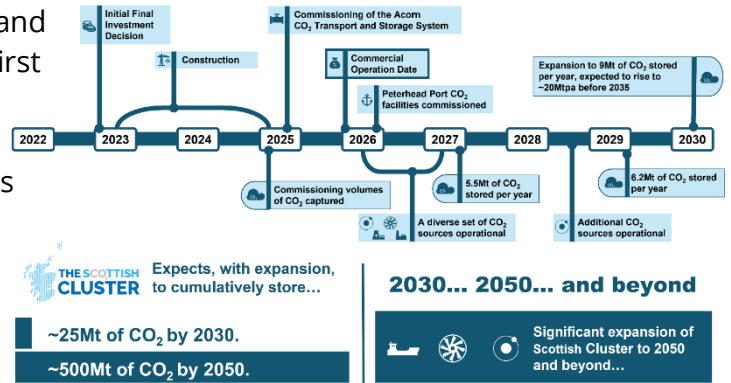 and
irst
s
Initial Final
Investment
Decision
Construction
Commissioning of the Acorn
CO₂ Transport and Storage System
Commercial
Operation Date
Peterhead Port CO₂
facilities commissioned
Expansion to 9Mt of CO₂ stored
per year, expected to rise to
~20Mtpa before 2035
2022
2023
2024
2025
2026
2027
2028
2029
2030
Commissioning volumes
of CO₂ captured
A diverse set of CO₂
sources operational
5.5Mt of CO₂
stored per year
Additional CO₂
sources operational
6.2Mt of CO₂ stored
per year
THE SCOTTISH
CLUSTER
Expects, with expansion,
to cumulatively store...
~25Mt of CO₂ by 2030.
~500Mt of CO₂ by 2050.
2030... 2050... and beyond
Significant expansion of
Scottish Cluster to 2050
and beyond...